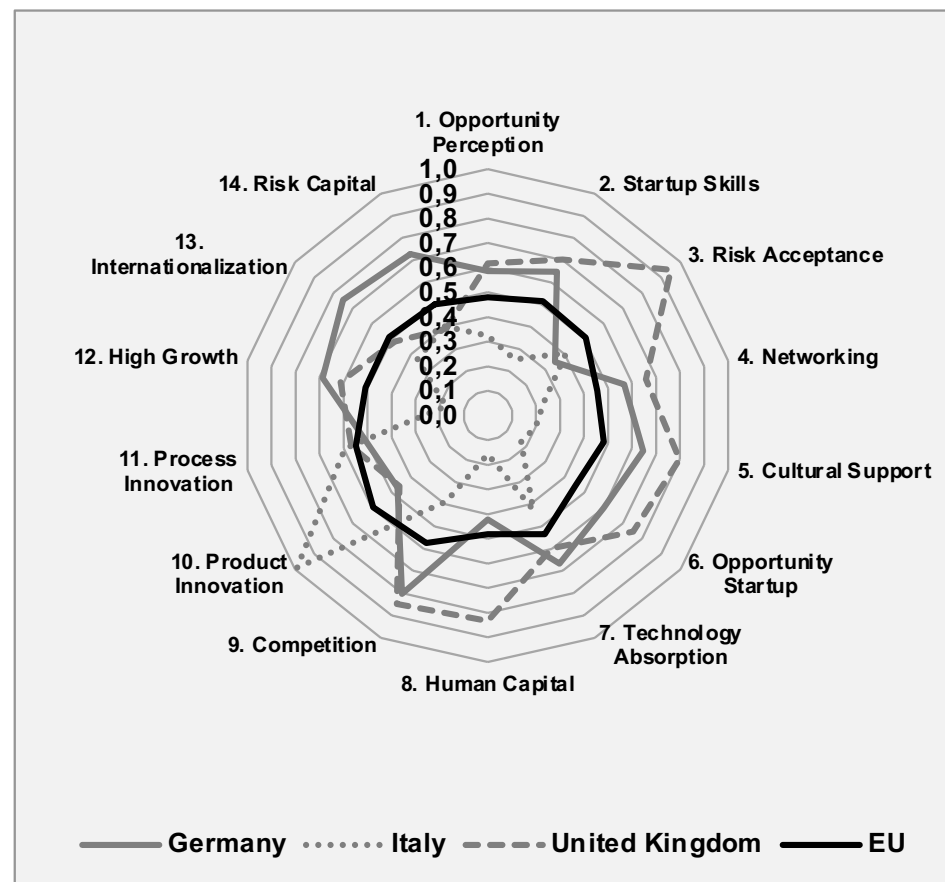 1. Opportunity
Perception
1,0
0,9
0,8
0,7
0,6
0,5
0,4
0,3
0,2
0,1
0,0
2. Startup Skills
3. Risk Acceptance
4. Networking
5. Cultural Support
6. Opportunity
Startup
7. Technology
Absorption
8. Human Capital
9. Competition
10. Product
Innovation
11. Process
Innovation
12. High Growth
13.
Internationalization
14. Risk Capital
Germany
Italy
United Kingdom
EU